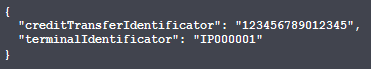 {
  "creditTransferIdentificator": "123456789012345",
  "terminalIdentificator": "IP000001"
}